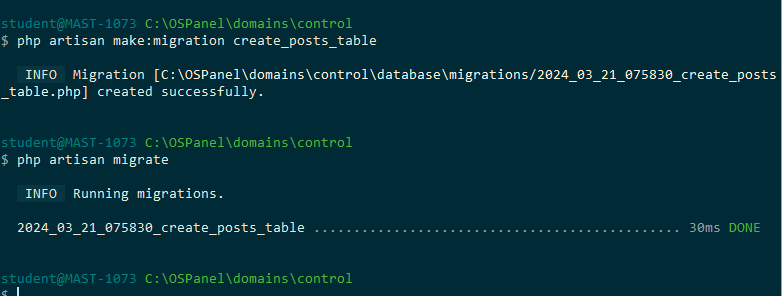 student@MAST-1073 C:\OSPanel\domains\control
$ php artisan make:migration create_posts_table
INFO Migration [C:\OSPanel\domains\control\database\migrations/2024_03_21_075830_create_posts
_table.php] created successfully.
student@MAST-1073 C:\OSPanel\domains\control
$ php artisan migrate
INFO Running migrations.
2024_03_21_075830_create_posts_table .............................................. 30ms DONE
student@MAST-1073 C:\OSPanel\domains\control
$